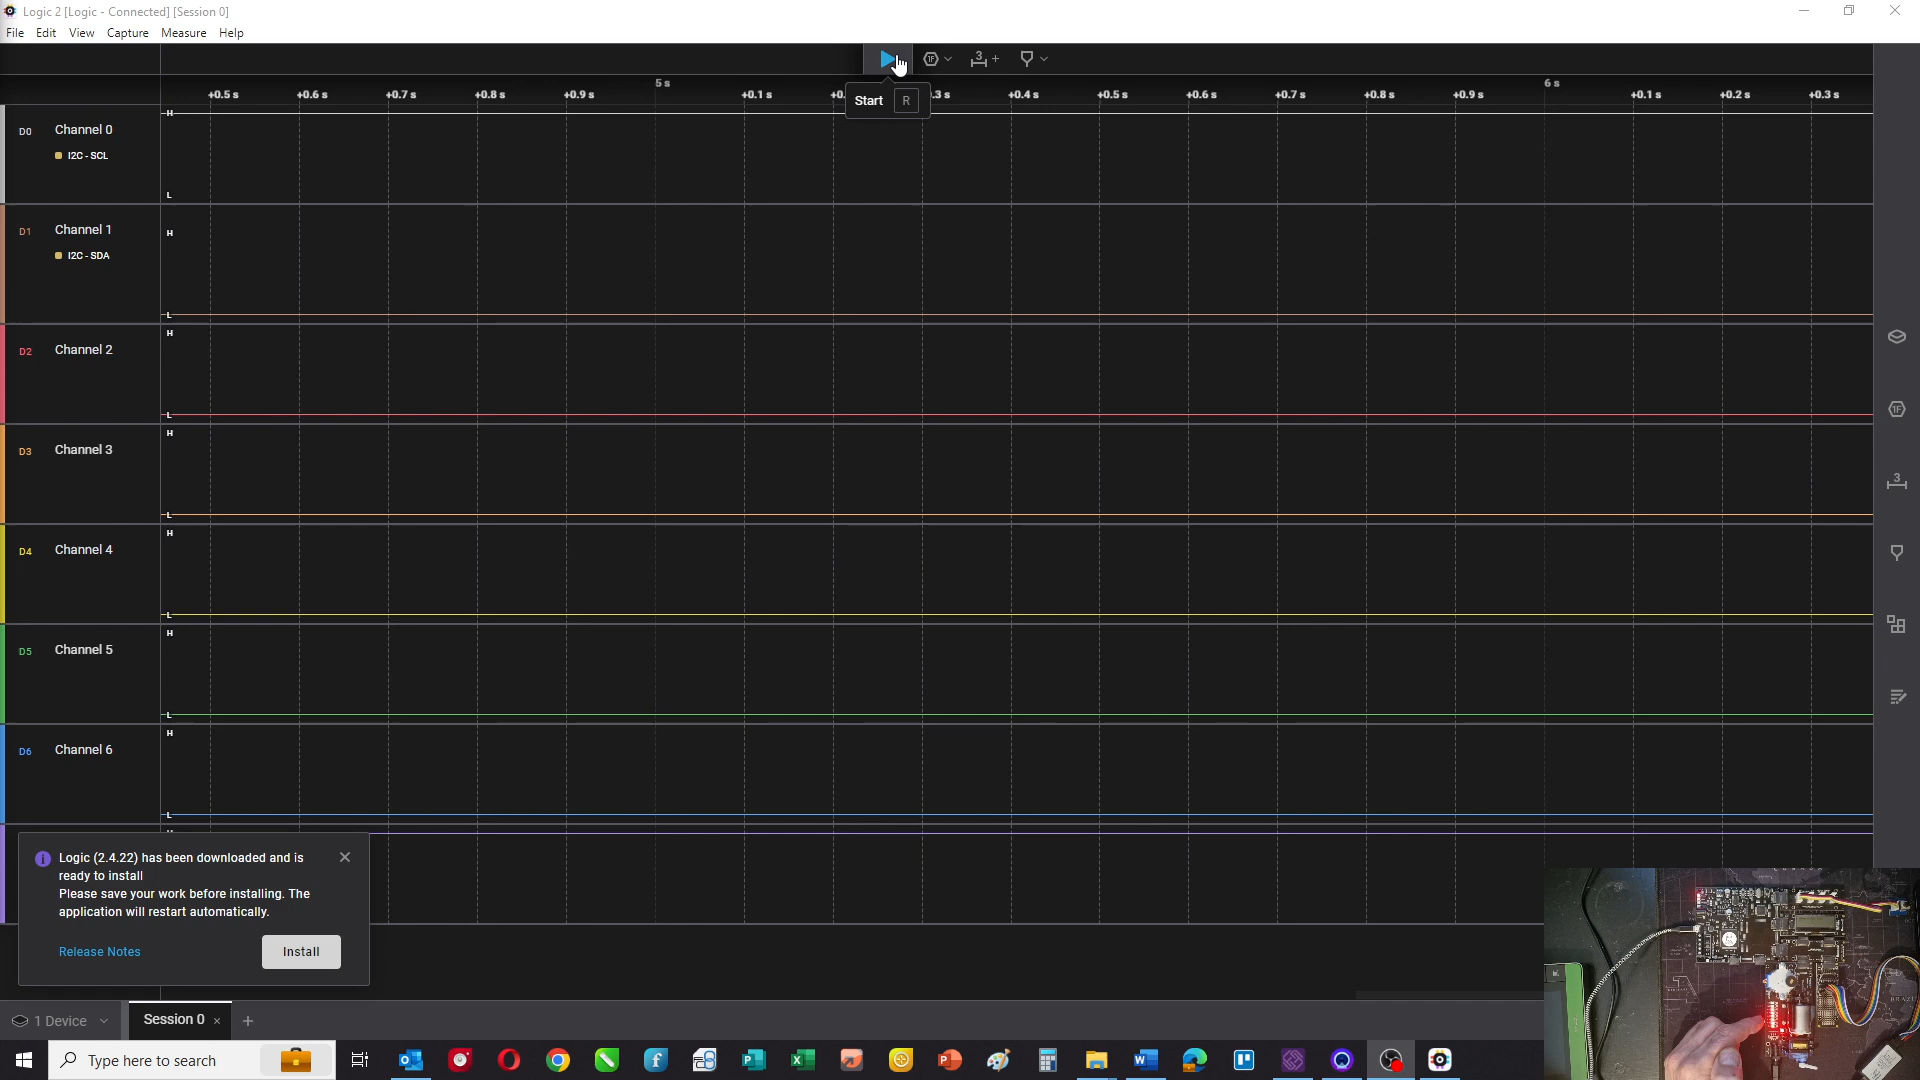 Logic 2 [Logic - Connected] [Session 0]
File Edit View Capture Measure Help
Start R
5 s 6 s
+0.5 s +0.6 s +0.7 s +0.8 s +0.9 s +0.1 s +0. .3 s +0.4 s +0.5 s +0.6 s +0.7 s +0.8 s +0.9 s +0.1 s +0.2 s +0.3 s
D0 Channel 0
I2C - SCL
H
L
D1 Channel 1
I2C - SDA
H
L
D2 Channel 2
H
L
D3 Channel 3
H
L
D4 Channel 4
H
L
D5 Channel 5
H
L
D6 Channel 6
H
L
Logic (2.4.22) has been downloaded and is
ready to install
Please save your work before installing. The
application will restart automatically.
Release Notes Install
1 Device Session 0
Type here to search